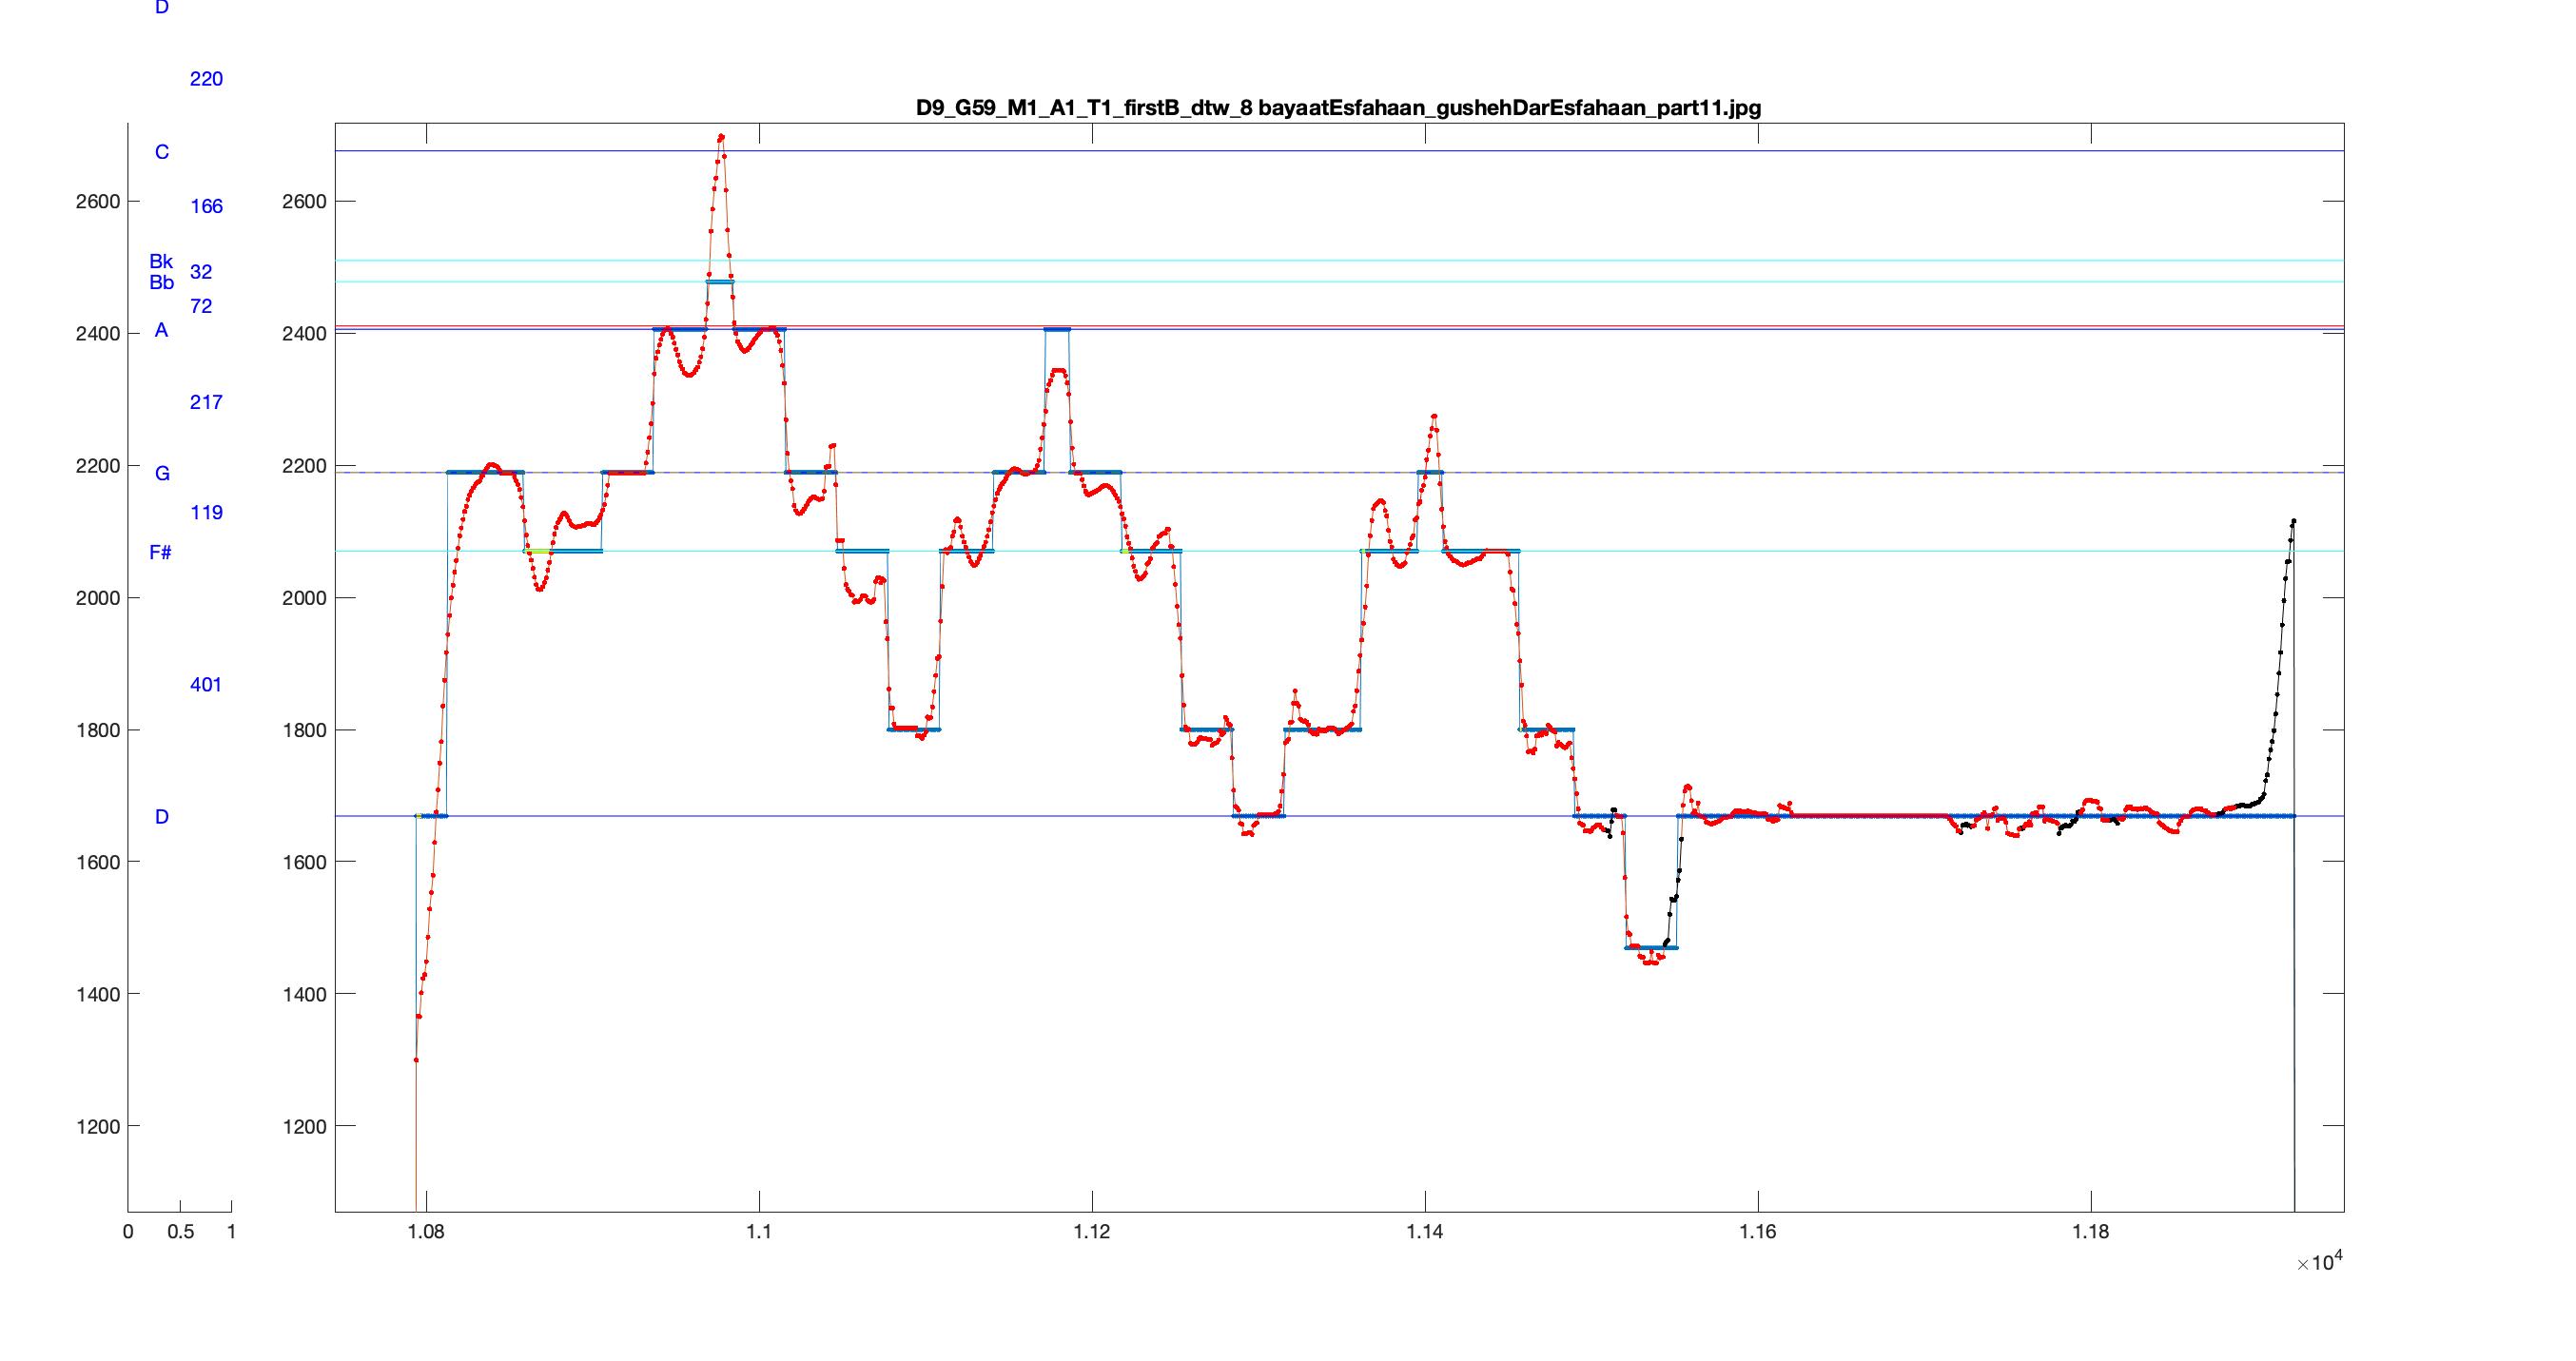 D
220
D9_G59_M1_A1_T1_firstB_dtw_8 bayaatEsfahaan_gushehDarEsfahaan_part11.jpg
C
2600 166 2600
Bk
32
Bb
72
2400 A 2400
217
2200 G 2200
119
F#
2000 2000
401
1800 1800
D
1600 1600
1400 1400
1200 1200
0 0.5 1 1.08 1.1 1.12 1.14 1.16 1.18
×10⁴